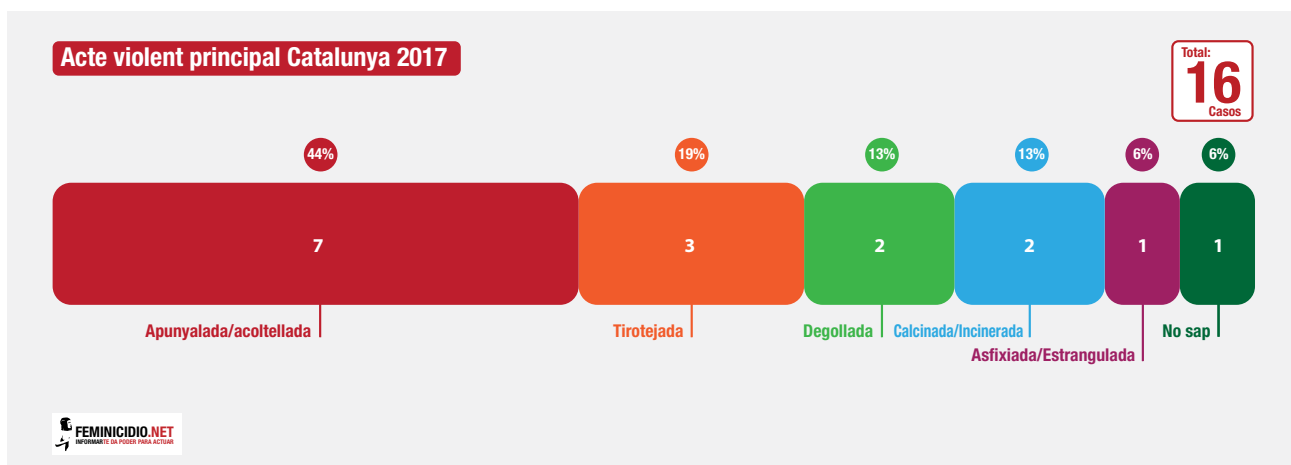 Acte violent principal Catalunya 2017
Total:
16
Casos
44%
19%
13%
13%
6%
6%
7
3
2
2
1
1
Apunyalada/acoltellada
Tirotejada
Degollada
Calcinada/Incinerada
No sap
Asfixiada/Estrangulada
FEMINICIDIO.NET
INFORMARTE DA PODER PARA ACTUAR